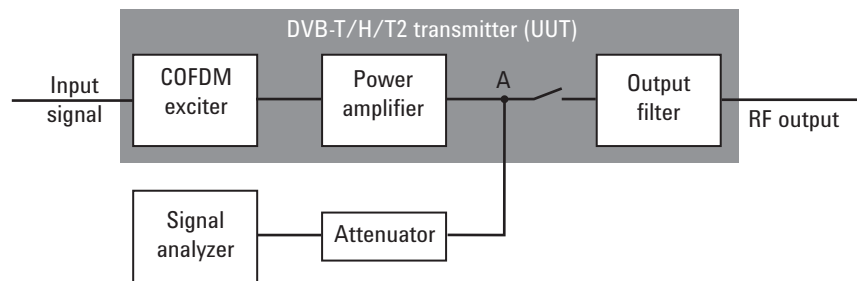 DVB-T/H/T2 transmitter (UUT)
Input
signal
COFDM
exciter
Power
amplifier
A
Output
filter
RF output
Signal
analyzer
Attenuator